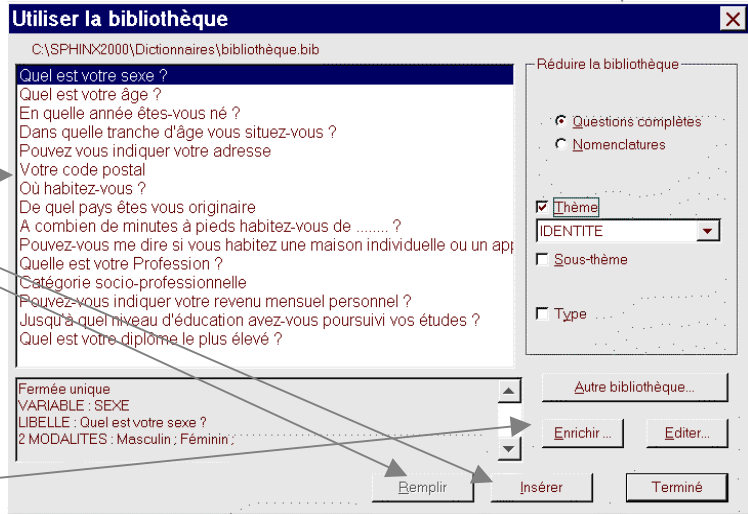 Utiliser la bibliothèque
C:\SPHINX2000\Dictionnaires\bibliothèque.bib
Quel est votre sexe ?
Quel est votre âge ?
En quelle année êtes-vous né ?
Dans quelle tranche d'âge vous situez-vous ?
Pouvez vous indiquer votre adresse
Votre code postal
Où habitez-vous ?
De quel pays êtes vous originaire
A combien de minutes à pieds habitez-vous de ........ ?
Pouvez-vous me dire si vous habitez une maison individuelle ou un app
Quelle est votre Profession ?
Catégorie socio-professionnelle
Pouvez-vous indiquer votre revenu mensuel personnel ?
Jusqu'à quel niveau d'éducation avez-vous poursuivi vos études ?
Quel est votre diplôme le plus élevé ?
Réduire la bibliothèque
Questions complètes
Nomenclatures
Thème
IDENTITE
Sous-thème
Type
Fermée unique
VARIABLE : SEXE
LIBELLE : Quel est votre sexe ?
2 MODALITES : Masculin ; Féminin ;
Autre bibliothèque...
Enrichir ...
Editer...
Remplir
Insérer
Terminé